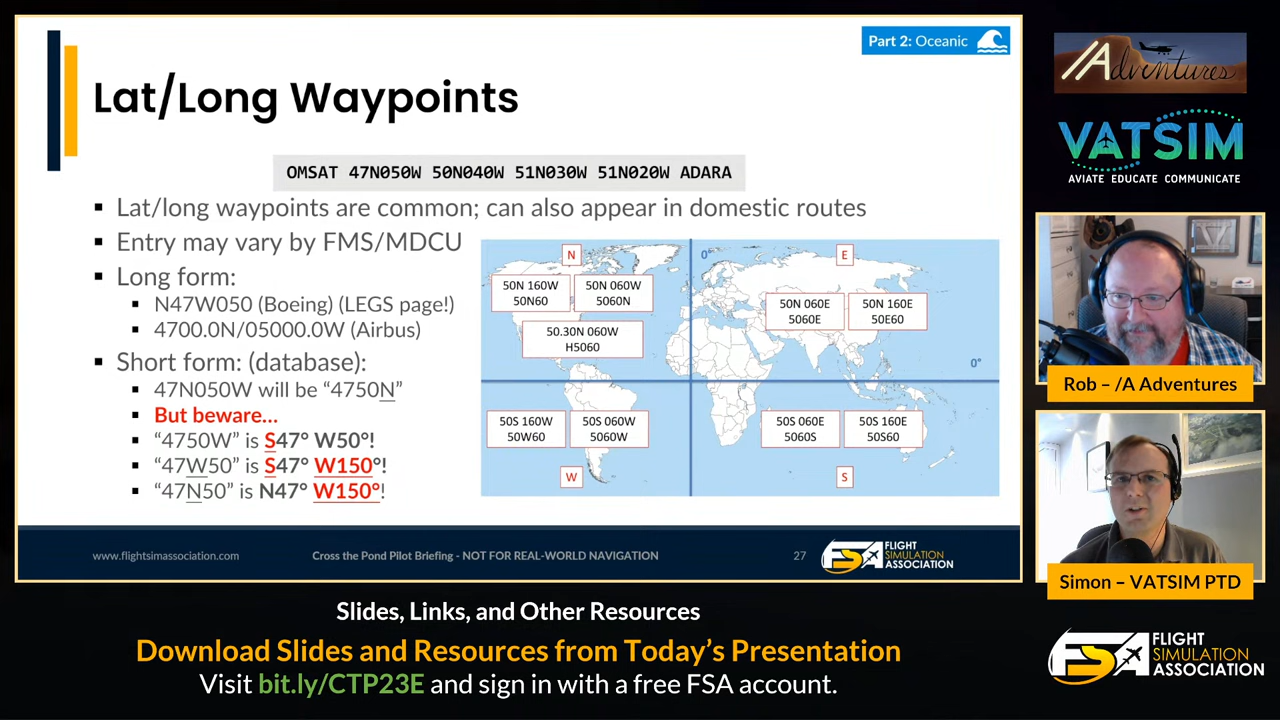 Part 2: Oceanic
Lat/Long Waypoints
OMSAT 47N050W 50N040W 51N030W 51N020W ADARA
▪ Lat/long waypoints are common; can also appear in domestic routes
▪ Entry may vary by FMS/MDCU
▪ Long form:
▪ N47W050 (Boeing) (LEGS page!)
▪ 4700.0N/05000.0W (Airbus)
▪ Short form: (database):
▪ 47N050W will be “4750N”
▪ But beware…
▪ “4750W” is S47° W50°!
▪ “47W50” is S47° W150°!
▪ “47N50” is N47° W150°!
N
0°
E
50N 160W
50N60
50N 060W
5060N
50N 060E
5060E
50N 160E
50E60
50.30N 060W
H5060
0°
50S 160W
50W60
50S 060W
5060W
50S 060E
5060S
50S 160E
50S60
W
S
www.flightsimassociation.com
Cross the Pond Pilot Briefing - NOT FOR REAL-WORLD NAVIGATION
27
FSA FLIGHT
SIMULATION
ASSOCIATION
/Adventures
VATSIM
AVIATE EDUCATE COMMUNICATE
Rob – /A Adventures
Simon – VATSIM PTD
Slides, Links, and Other Resources
Download Slides and Resources from Today’s Presentation
Visit bit.ly/CTP23E and sign in with a free FSA account.
FSA FLIGHT
SIMULATION
ASSOCIATION